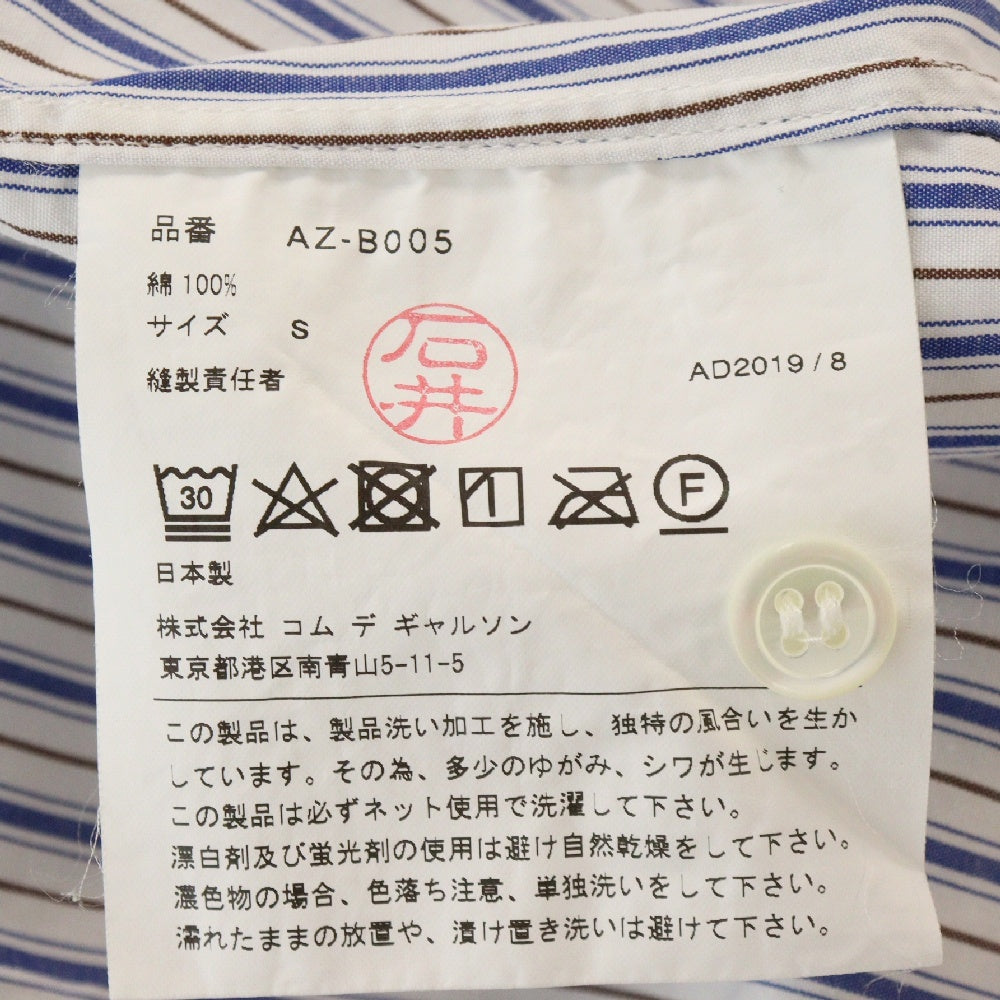 品番 AZ-B005
綿 100%
サイズ S
縫製責任者 石井
AD2019/8
30
F
日本製
株式会社 コム デ ギャルソン
東京都港区南青山5-11-5
この製品は、製品洗い加工を施し、独特の風合いを生か
しています。その為、多少のゆがみ、シワが生じます。
この製品は必ずネット使用で洗濯して下さい。
漂白剤及び蛍光剤の使用は避け自然乾燥をして下さい。
濃色物の場合、色落ち注意、単独洗いをして下さい。
濡れたままの放置や、漬け置き洗いは避けて下さい。